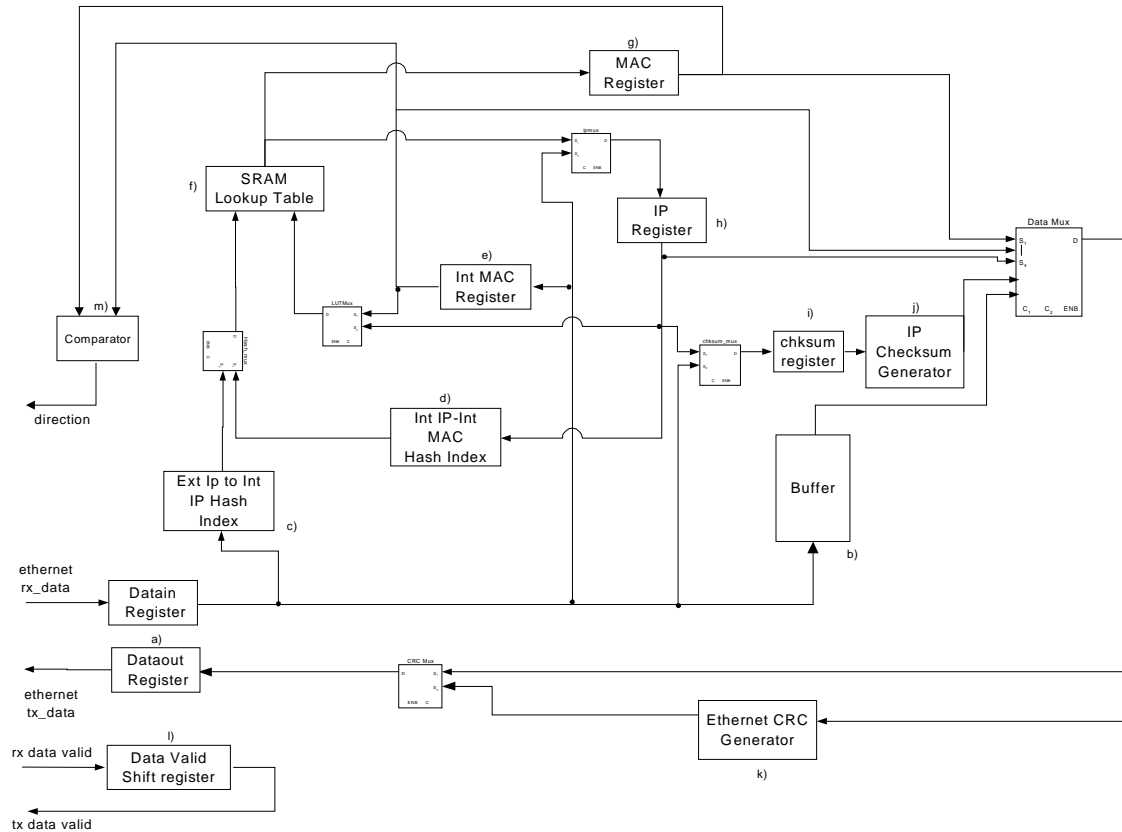 g)
MAC
Register
ipmux
S₁
D
S₂
C ENB
f)
SRAM
Lookup Table
IP
Register
h)
Data Mux
S₁
D
S₄
C₁ C₂ ENB
e)
Int MAC
Register
LUTMux
D S₁
S₂
ENB C
m)
Comparator
direction
Hash mux
D
ENB C
i)
chksum
register
j)
IP
Checksum
Generator
chksum_mux
S₁ D
S₂
C ENB
d)
Int IP-Int
MAC
Hash Index
Ext Ip to Int
IP Hash
Index
c)
Buffer
b)
ethernet
rx_data
Datain
Register
a)
Dataout
Register
ethernet
tx_data
CRC Mux
D S₁
S₂
ENB C
Ethernet CRC
Generator
k)
l)
rx data valid
Data Valid
Shift register
tx data valid